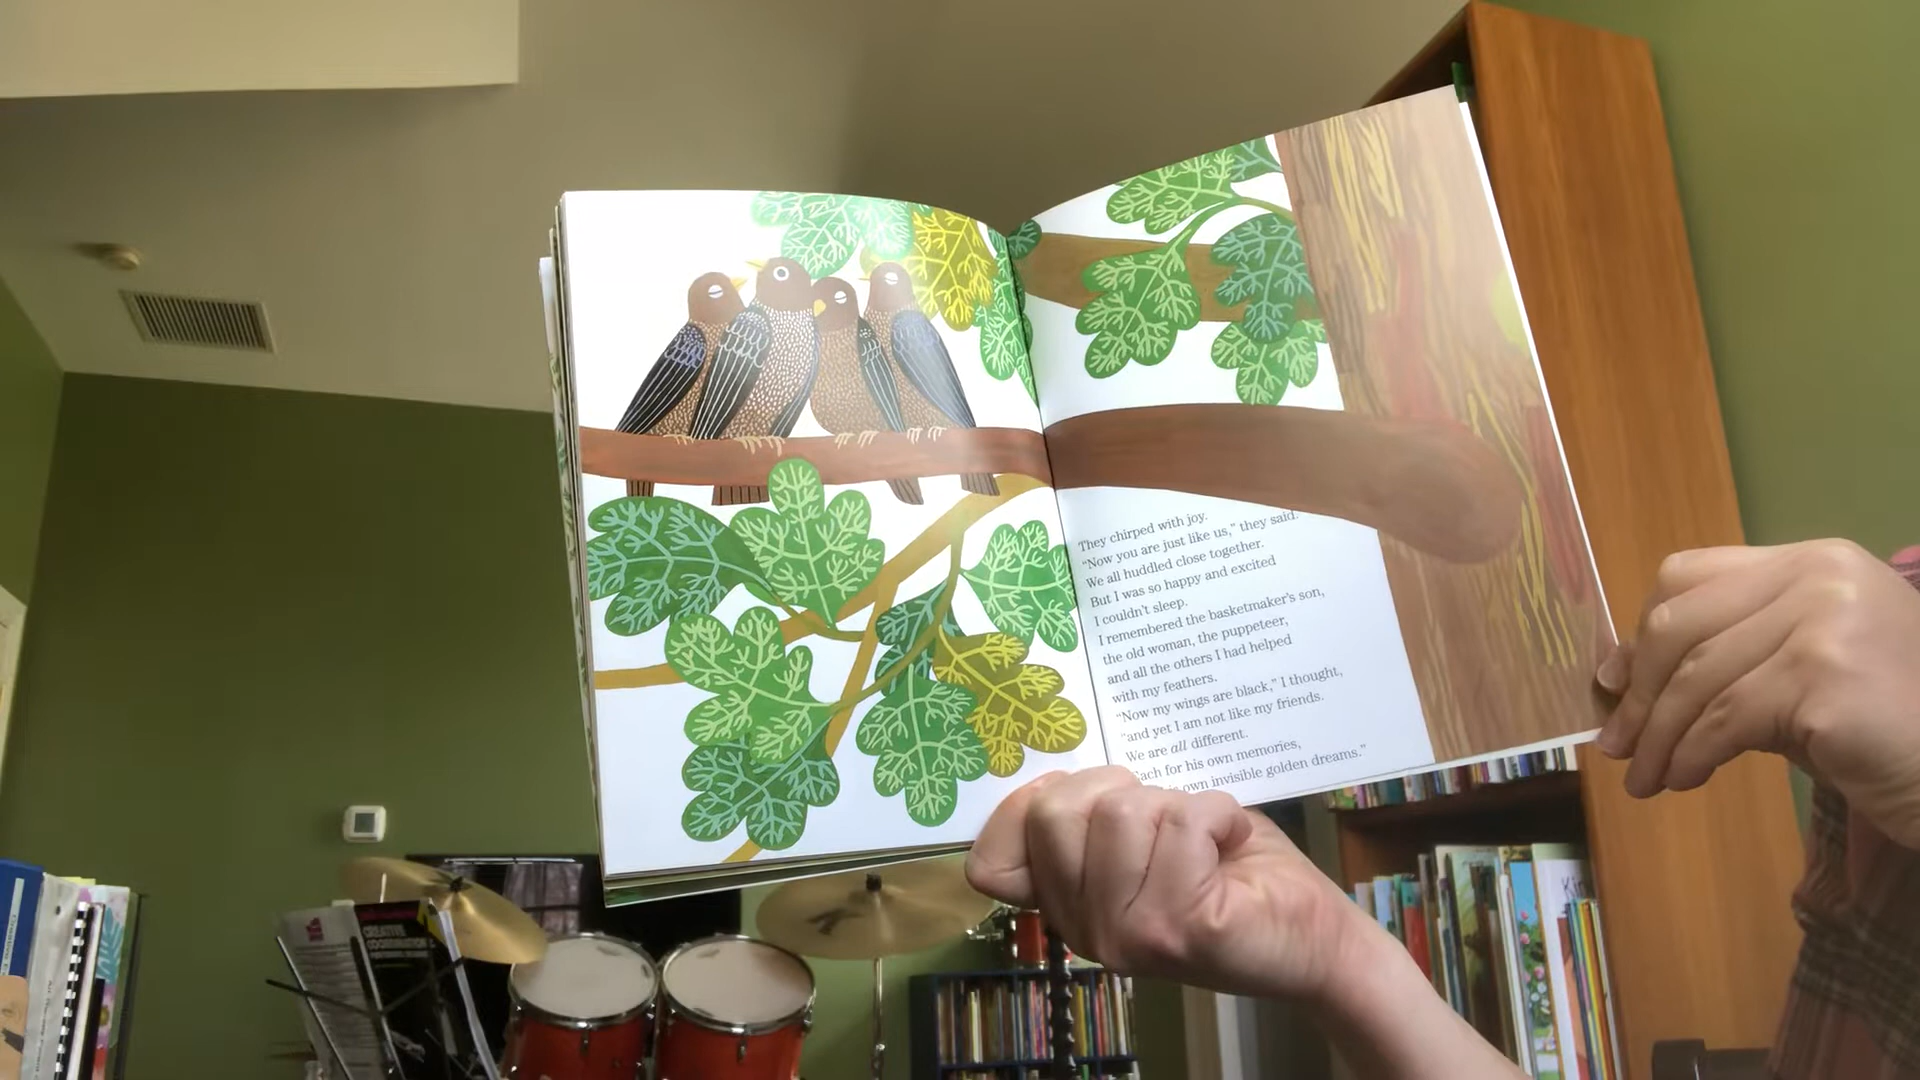 They chirped with joy.
"Now you are just like us," they said.
We all huddled close together.
But I was so happy and excited
I couldn't sleep.
I remembered the basketmaker's son,
the old woman, the puppeteer,
and all the others I had helped
with my feathers.
"Now my wings are black," I thought,
"and yet I am not like my friends.
We are all different.
Each for his own memories,
own invisible golden dreams."
CREATIVE
COORDINATION